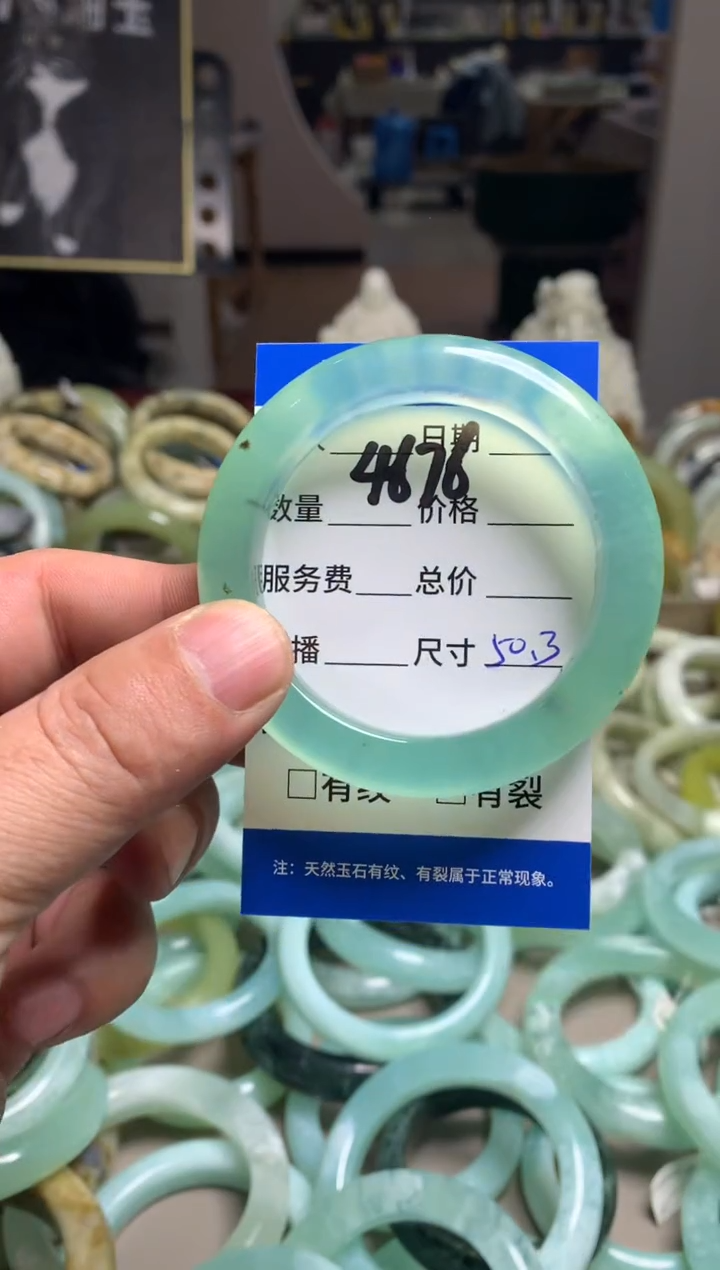 日期
4676
数量 价格
服务费 总价
播 尺寸 50.3
□有纹 □有裂
注：天然玉石有纹、有裂属于正常现象。